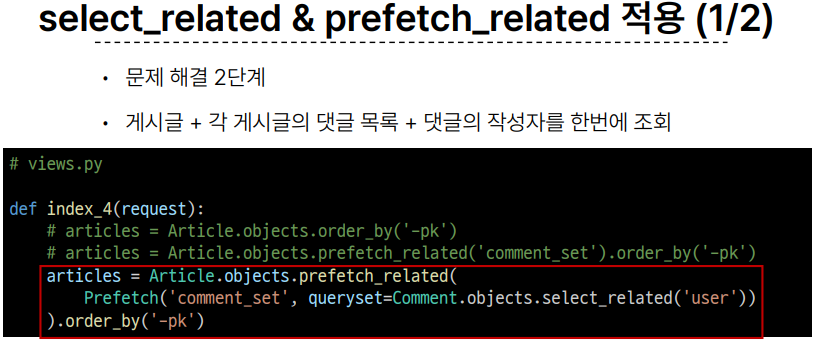 select_related & prefetch_related 적용 (1/2)
• 문제 해결 2단계
• 게시글 + 각 게시글의 댓글 목록 + 댓글의 작성자를 한번에 조회
# views.py
def index_4(request):
    # articles = Article.objects.order_by('-pk')
    # articles = Article.objects.prefetch_related('comment_set').order_by('-pk')
    articles = Article.objects.prefetch_related(
        Prefetch('comment_set', queryset=Comment.objects.select_related('user'))
    ).order_by('-pk')